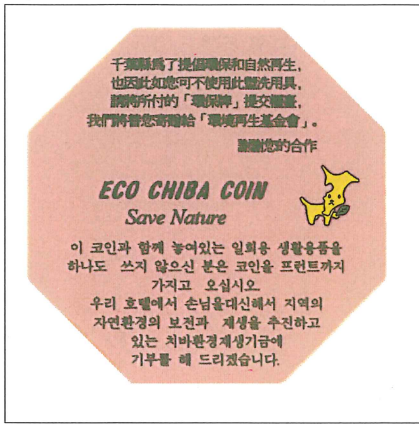 千葉縣爲了提倡環保和自然再生,
也因此如您可不使用此盥洗用具,
請將所付的「環保牌」提交櫃臺,
我們將替您寄贈給「環境再生基金會」。
謝謝您的合作
ECO CHIBA COIN
Save Nature
이 코인과 함께 놓여있는 일회용 생활용품을
하나도 쓰지 않으신 분은 코인을 프런트까지
가지고 오십시오.
우리 호텔에서 손님을대신해서 지역의
자연환경의 보전과 재생을 추진하고
있는 치바환경재생기금에
기부를 해 드리겠습니다.